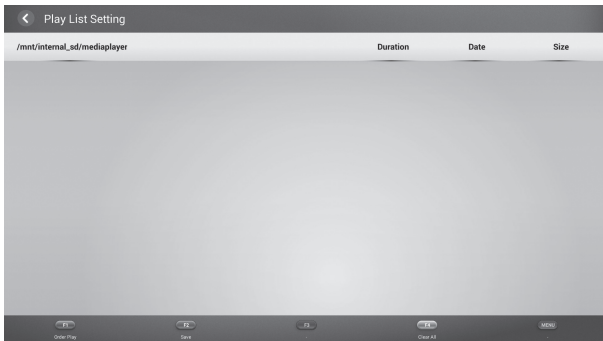 Play List Setting
/mnt/internal_sd/mediaplayer Duration Date Size
F1 F2 F3 F4 MENU
Order Play Save Clear All